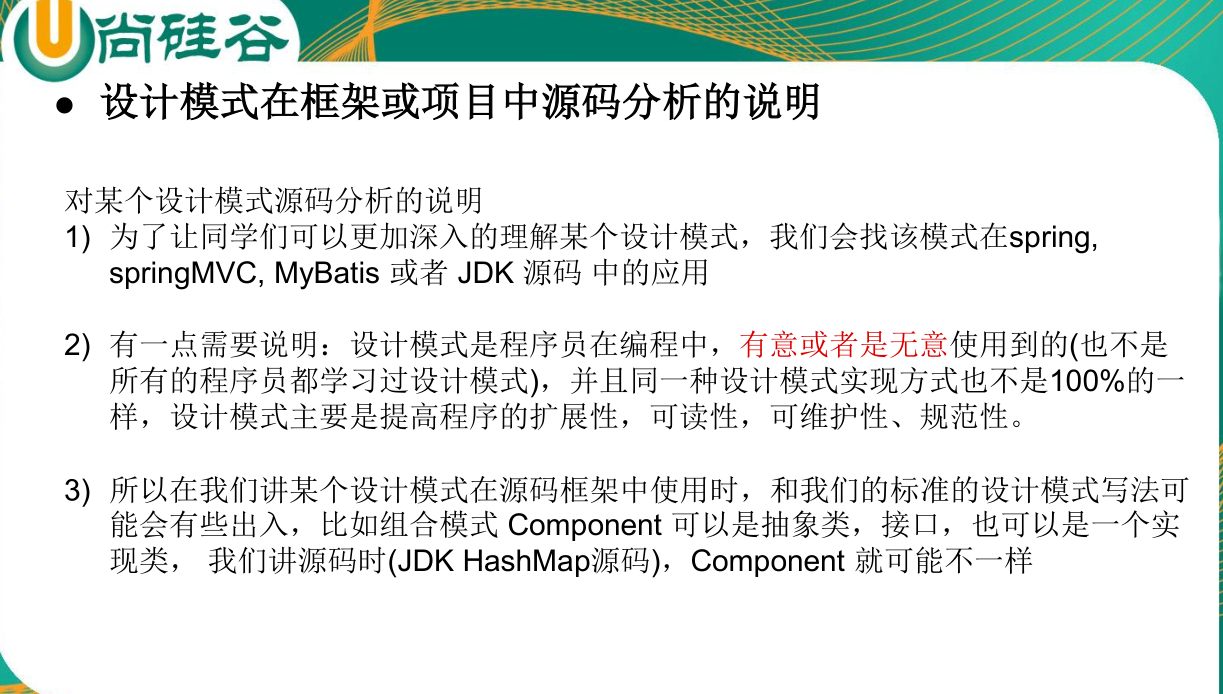 尚硅谷
● 设计模式在框架或项目中源码分析的说明
对某个设计模式源码分析的说明
1) 为了让同学们可以更加深入的理解某个设计模式，我们会找该模式在spring,
springMVC, MyBatis 或者 JDK 源码 中的应用
2) 有一点需要说明：设计模式是程序员在编程中，有意或者是无意使用到的(也不是
所有的程序员都学习过设计模式)，并且同一种设计模式实现方式也不是100%的一
样，设计模式主要是提高程序的扩展性，可读性，可维护性、规范性。
3) 所以在我们讲某个设计模式在源码框架中使用时，和我们的标准的设计模式写法可
能会有些出入，比如组合模式 Component 可以是抽象类，接口，也可以是一个实
现类， 我们讲源码时(JDK HashMap源码)，Component 就可能不一样